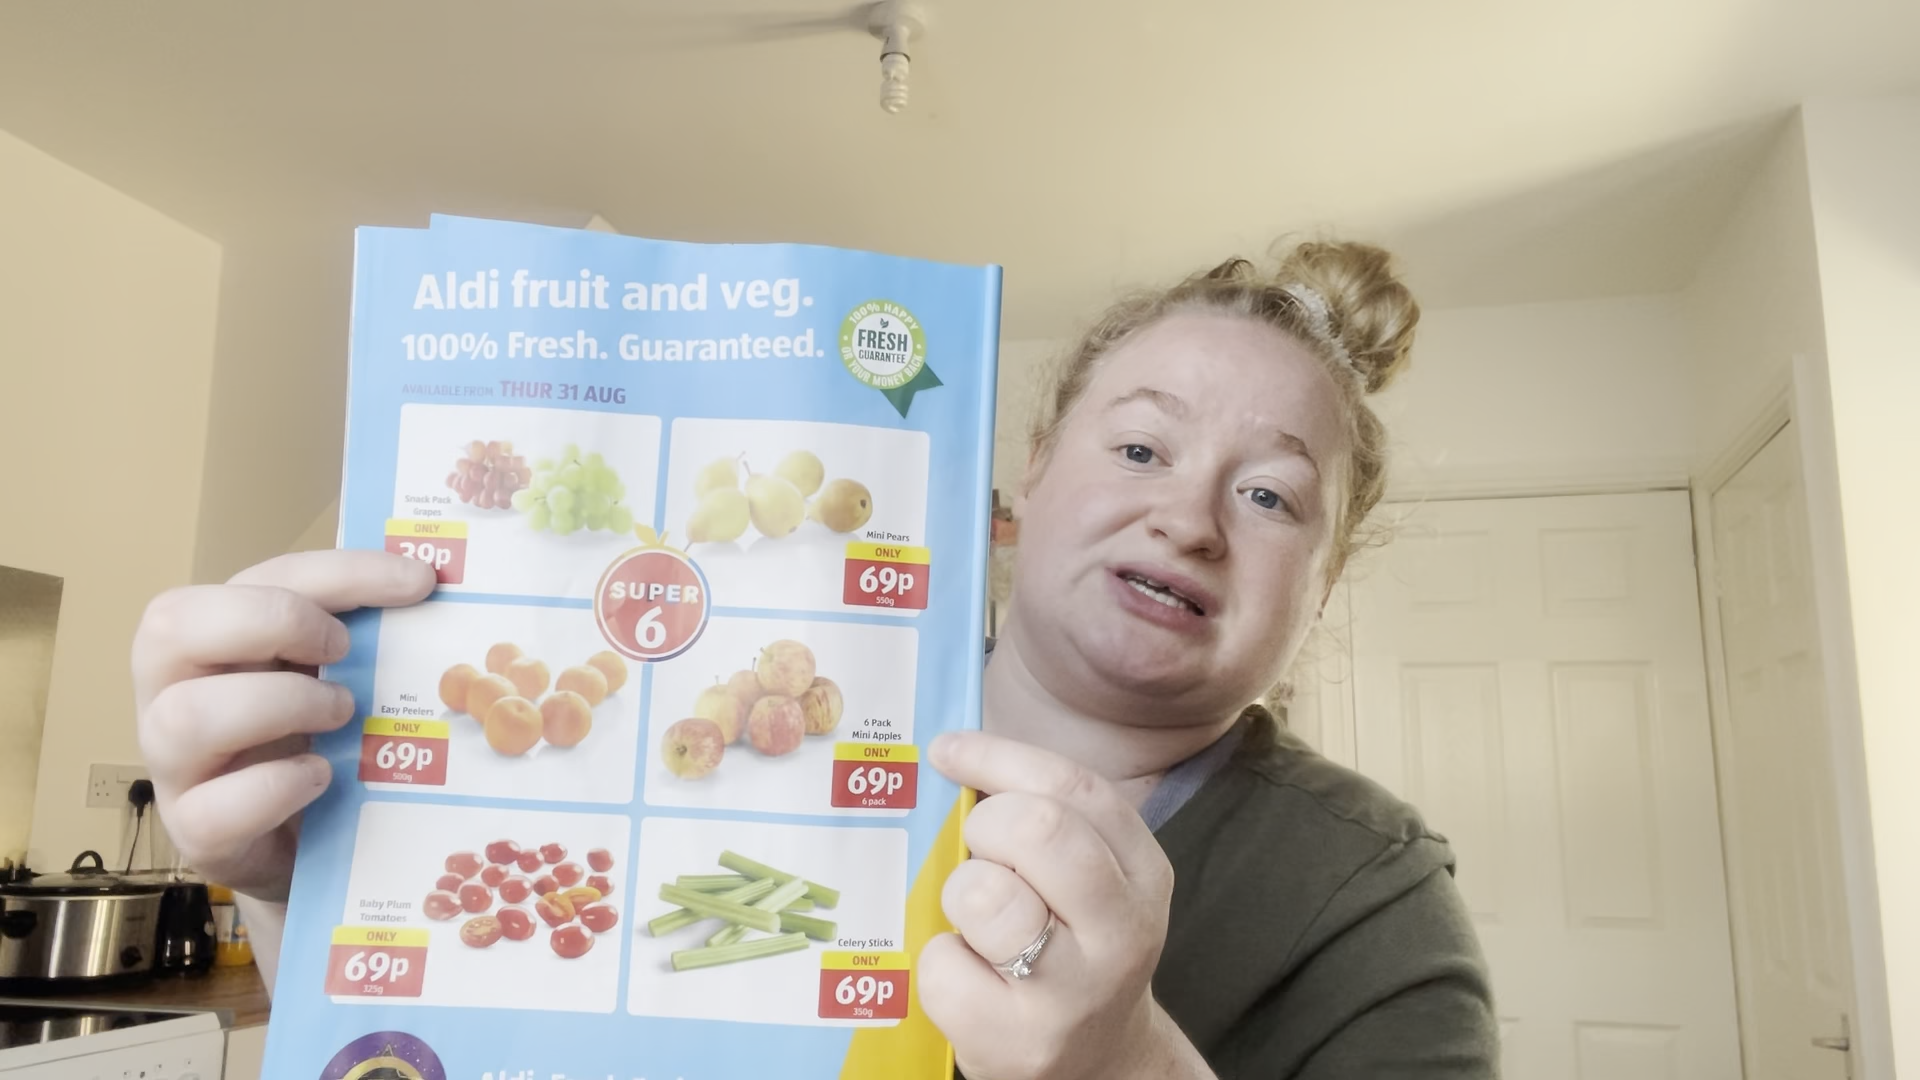 Aldi fruit and veg.
100% Fresh. Guaranteed.
100% HAPPY
FRESH
GUARANTEE
OR YOUR MONEY BACK
AVAILABLE FROM THUR 31 AUG
Snack Pack
Grapes
ONLY
39p
Mini Pears
ONLY
69p
550g
SUPER
6
Mini
Easy Peelers
ONLY
69p
500g
6 Pack
Mini Apples
ONLY
69p
6 pack
Baby Plum
Tomatoes
ONLY
69p
325g
Celery Sticks
ONLY
69p
350g